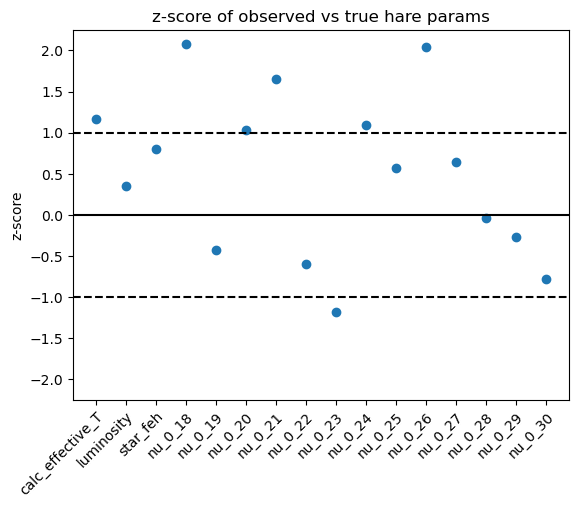 z-score of observed vs true hare params
z-score
2.0
1.5
1.0
0.5
0.0
−0.5
−1.0
−1.5
−2.0
calc_effective_T
luminosity
star_feh
nu_0_18
nu_0_19
nu_0_20
nu_0_21
nu_0_22
nu_0_23
nu_0_24
nu_0_25
nu_0_26
nu_0_27
nu_0_28
nu_0_29
nu_0_30